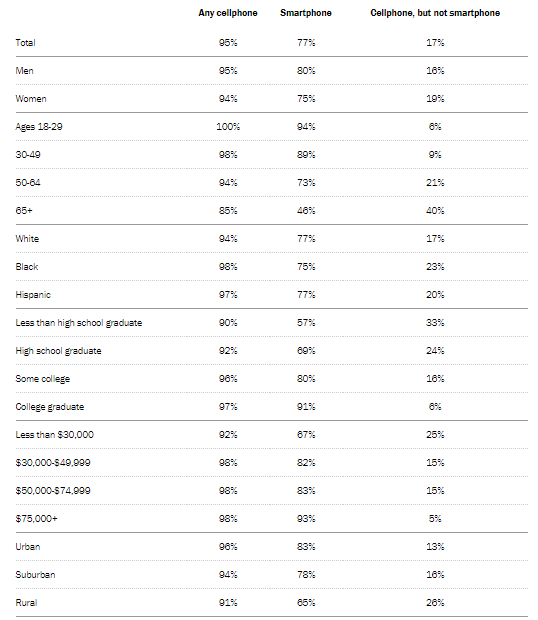 Any cellphone Smartphone Cellphone, but not smartphone
Total 95% 77% 17%
Men 95% 80% 16%
Women 94% 75% 19%
Ages 18-29 100% 94% 6%
30-49 98% 89% 9%
50-64 94% 73% 21%
65+ 85% 46% 40%
White 94% 77% 17%
Black 98% 75% 23%
Hispanic 97% 77% 20%
Less than high school graduate 90% 57% 33%
High school graduate 92% 69% 24%
Some college 96% 80% 16%
College graduate 97% 91% 6%
Less than $30,000 92% 67% 25%
$30,000-$49,999 98% 82% 15%
$50,000-$74,999 98% 83% 15%
$75,000+ 98% 93% 5%
Urban 96% 83% 13%
Suburban 94% 78% 16%
Rural 91% 65% 26%